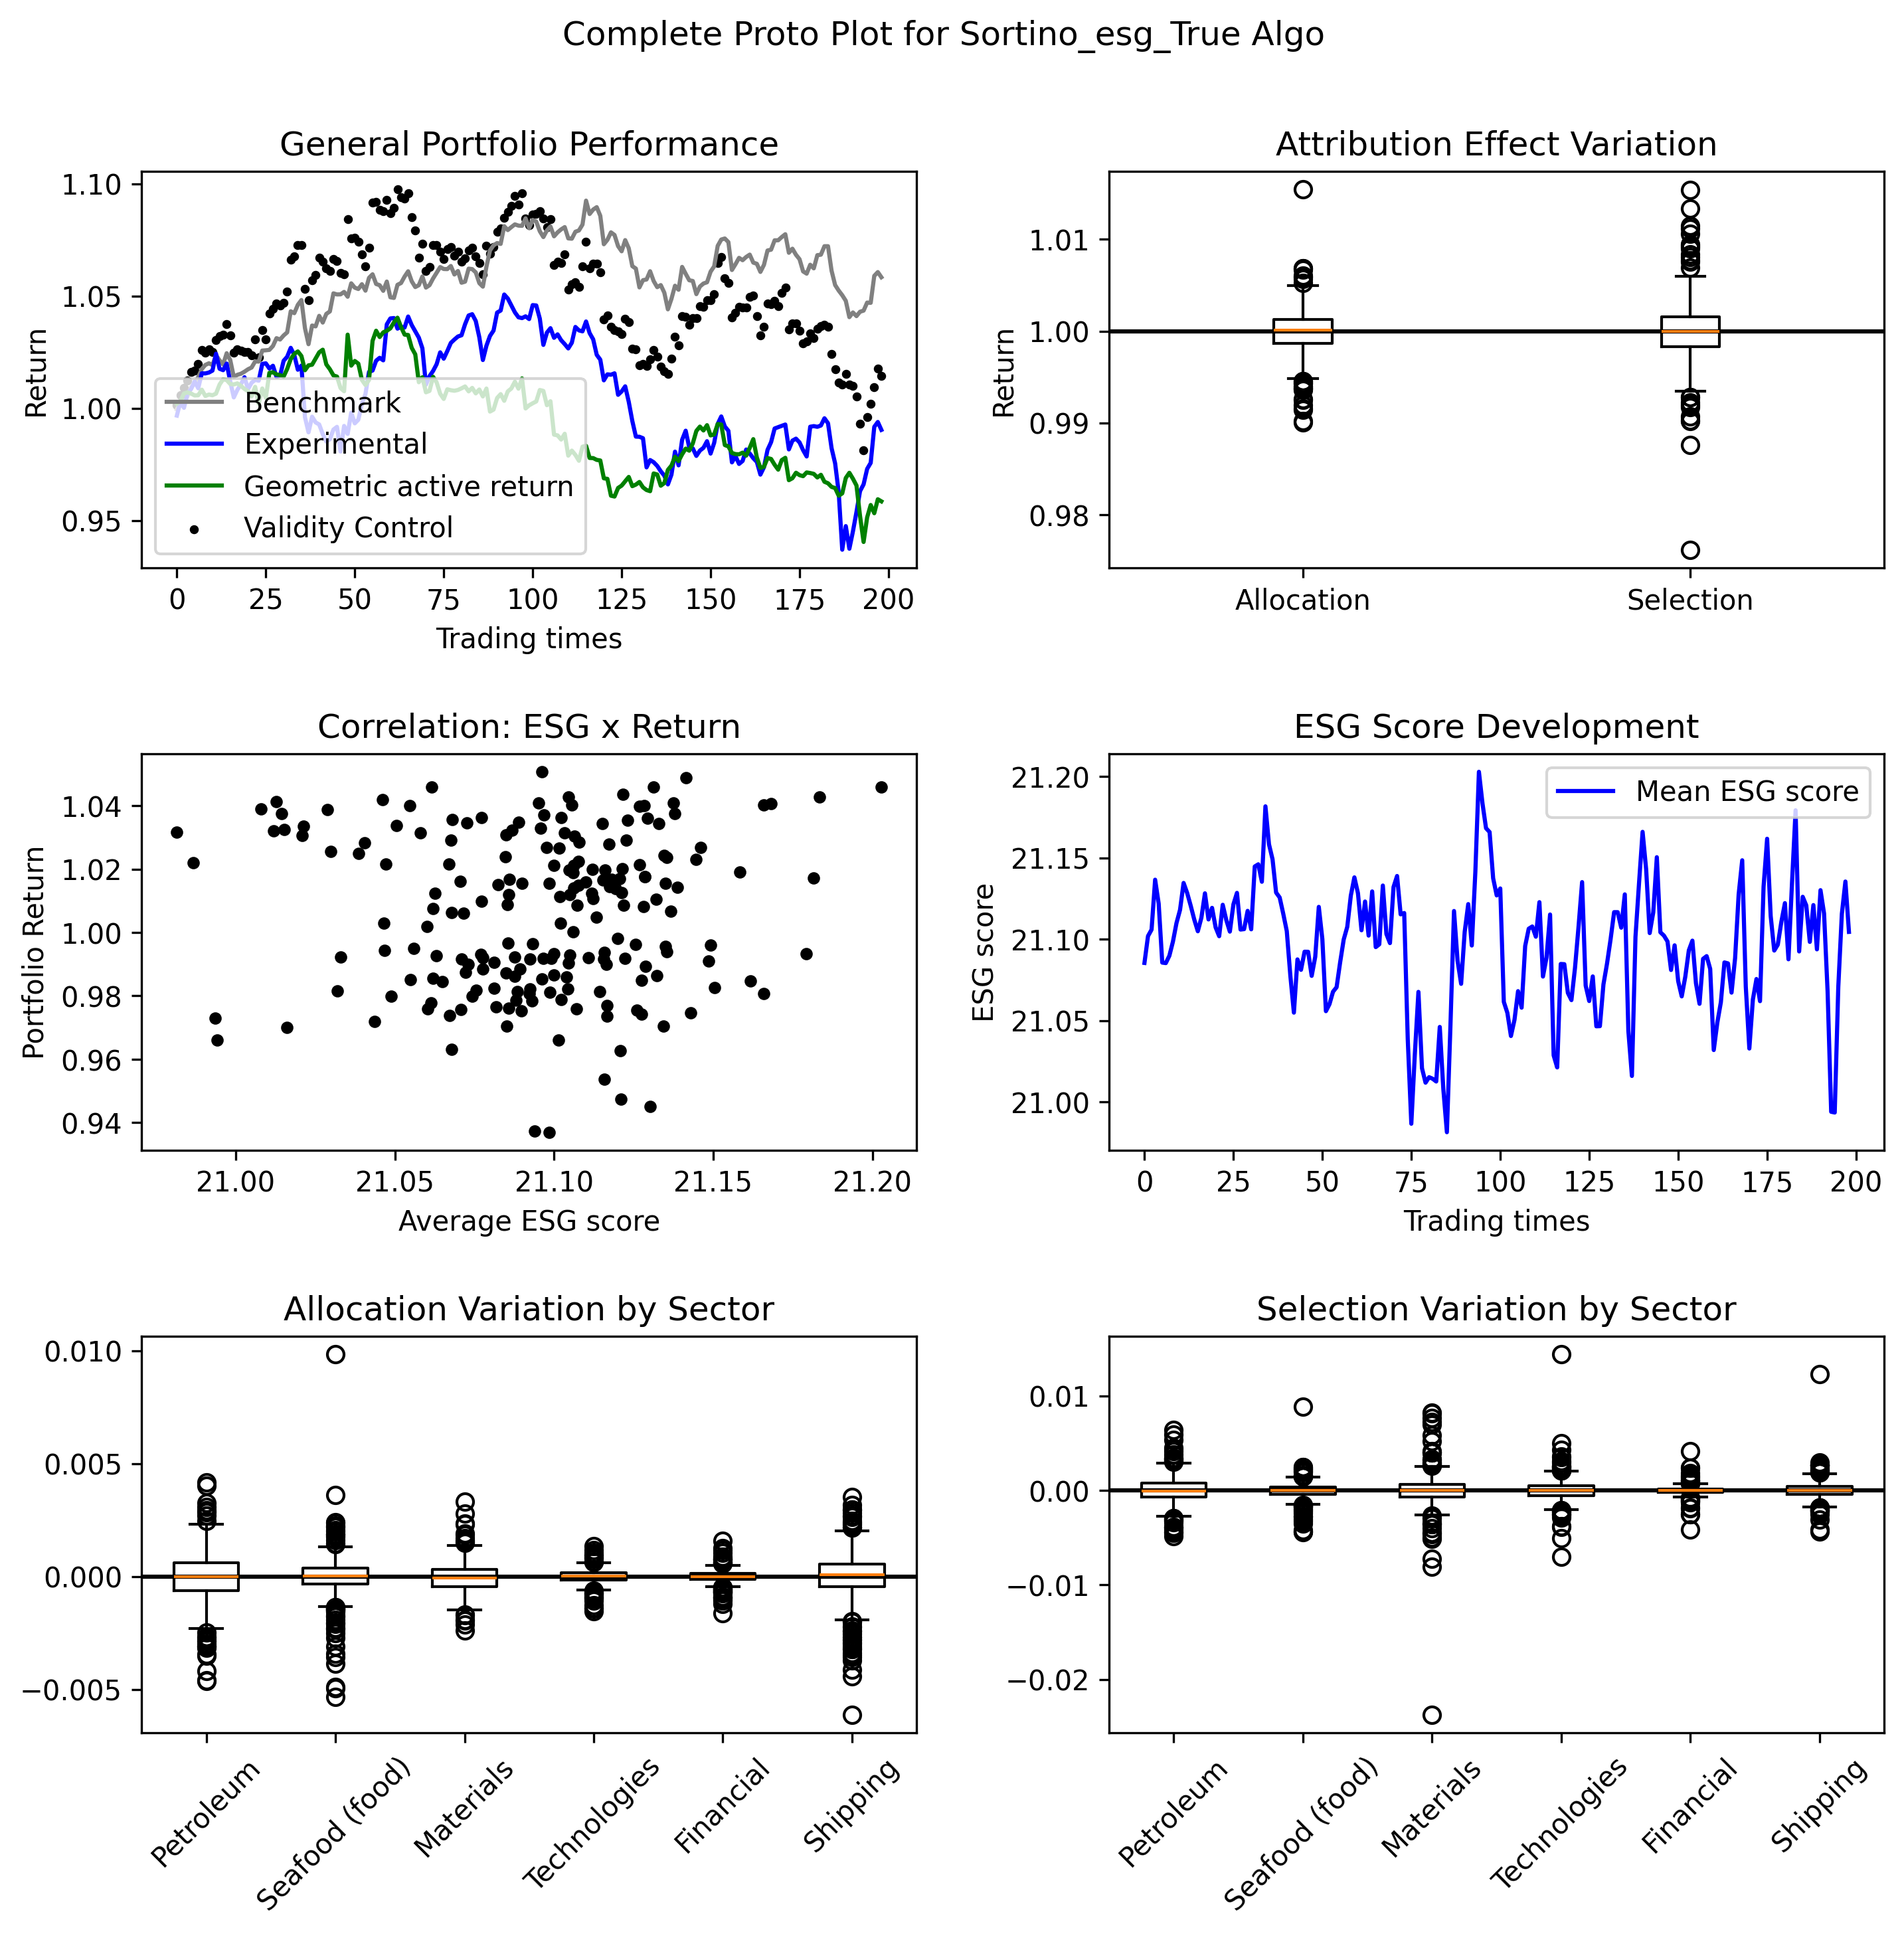 Complete Proto Plot for Sortino_esg_True Algo
General Portfolio Performance
Return
1.10
1.05
1.00
0.95
Benchmark
Experimental
Geometric active return
Validity Control
0 25 50 75 100 125 150 175 200
Trading times
Attribution Effect Variation
Return
1.01
1.00
0.99
0.98
Allocation Selection
Correlation: ESG x Return
Portfolio Return
1.04
1.02
1.00
0.98
0.96
0.94
21.00 21.05 21.10 21.15 21.20
Average ESG score
ESG Score Development
ESG score
21.20
21.15
21.10
21.05
21.00
Mean ESG score
0 25 50 75 100 125 150 175 200
Trading times
Allocation Variation by Sector
0.010
0.005
0.000
−0.005
Petroleum
Seafood (food)
Materials
Technologies
Financial
Shipping
Selection Variation by Sector
0.01
0.00
−0.01
−0.02
Petroleum
Seafood (food)
Materials
Technologies
Financial
Shipping